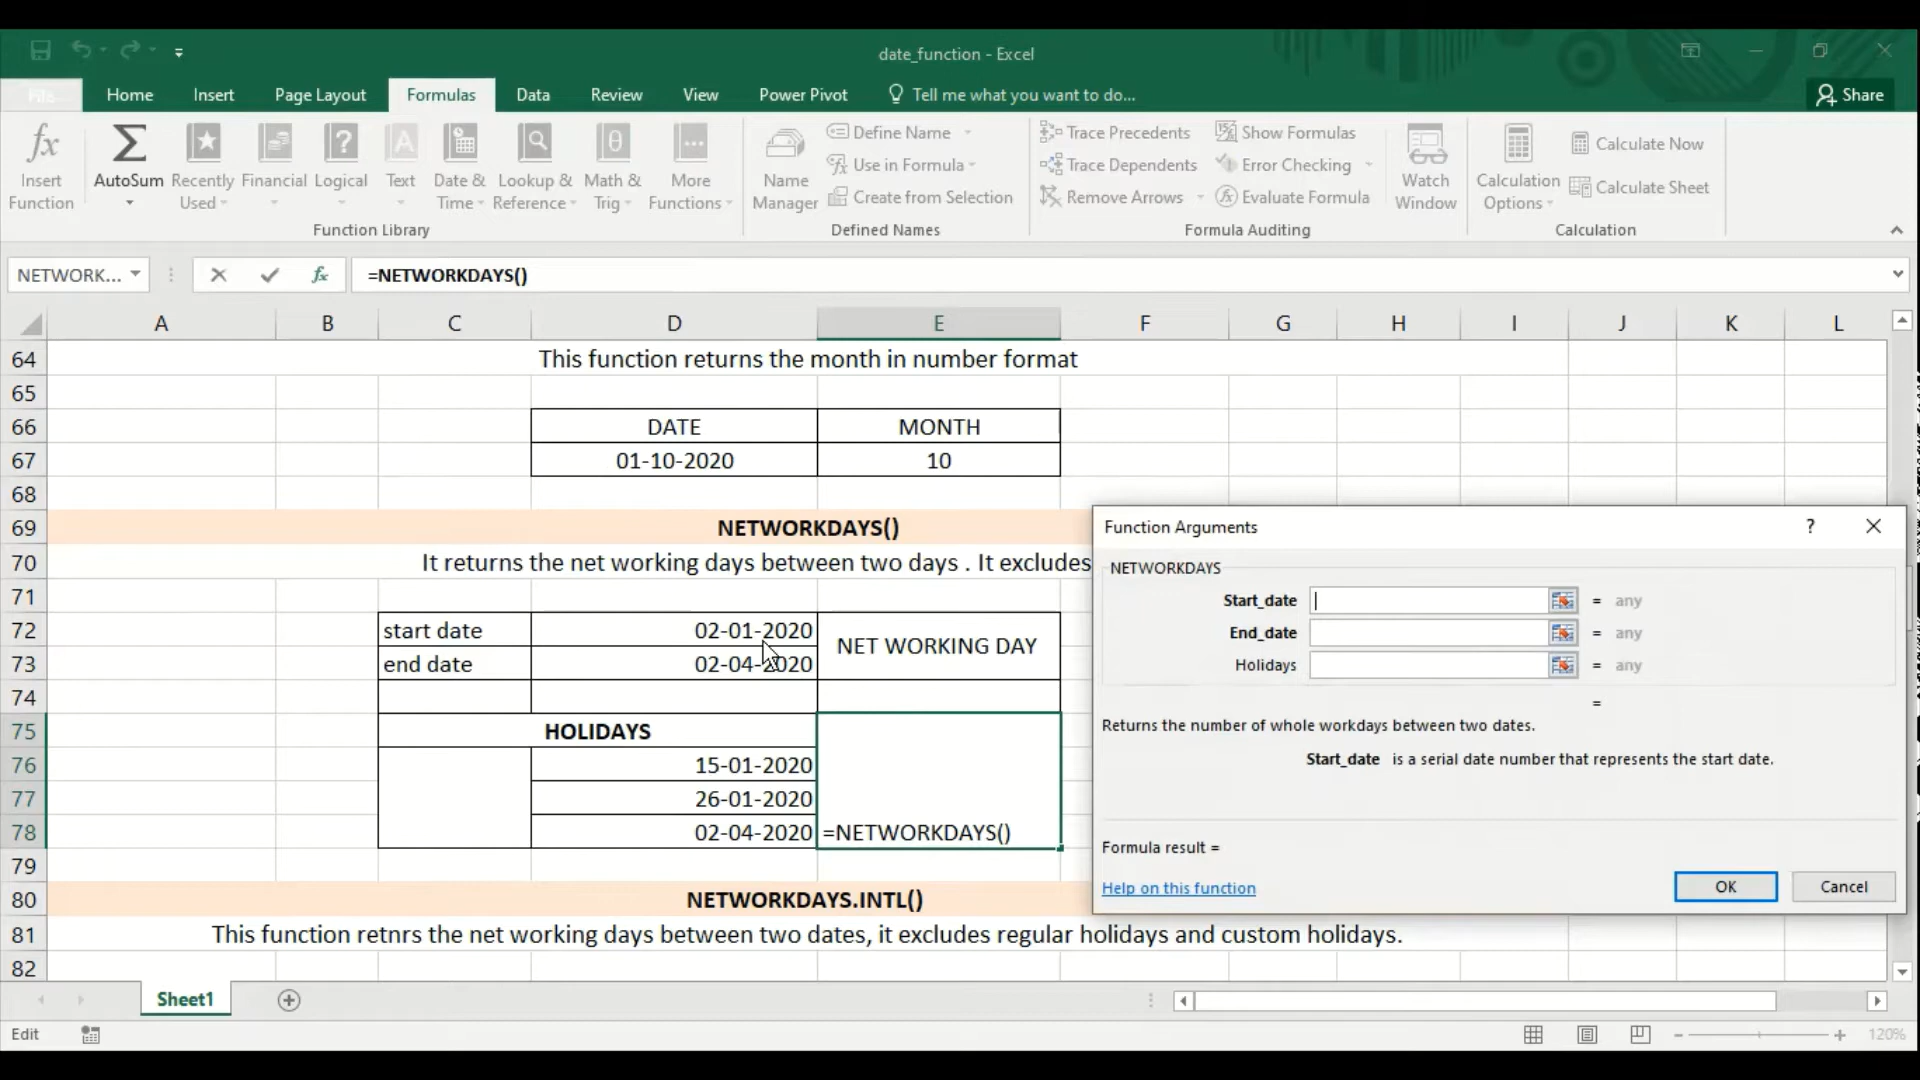 date_function - Excel
File
Home
Insert
Page Layout
Formulas
Data
Review
View
Power Pivot
Tell me what you want to do...
Share
Insert
Function
AutoSum
Recently
Used
Financial
Logical
Text
Date &
Time
Lookup &
Reference
Math &
Trig
More
Functions
Function Library
Name
Manager
Define Name
Use in Formula
Create from Selection
Defined Names
Trace Precedents
Trace Dependents
Remove Arrows
Show Formulas
Error Checking
Evaluate Formula
Formula Auditing
Watch
Window
Calculation
Options
Calculate Now
Calculate Sheet
Calculation
NETWORK...
fx
=NETWORKDAYS()
A B C D E F G H I J K L
64 This function returns the month in number format
65
66 DATE MONTH
67 01-10-2020 10
68
69 NETWORKDAYS()
70 It returns the net working days between two days . It excludes
71
72 start date 02-01-2020 NET WORKING DAY
73 end date 02-04-2020
74
75 HOLIDAYS
76 15-01-2020
77 26-01-2020
78 02-04-2020 =NETWORKDAYS()
79
80 NETWORKDAYS.INTL()
81 This function retnrs the net working days between two dates, it excludes regular holidays and custom holidays.
82
Function Arguments ?
NETWORKDAYS
Start_date = any
End_date = any
Holidays = any
=
Returns the number of whole workdays between two dates.
Start_date is a serial date number that represents the start date.
Formula result =
Help on this function
OK
Cancel
Sheet1
Edit
120%